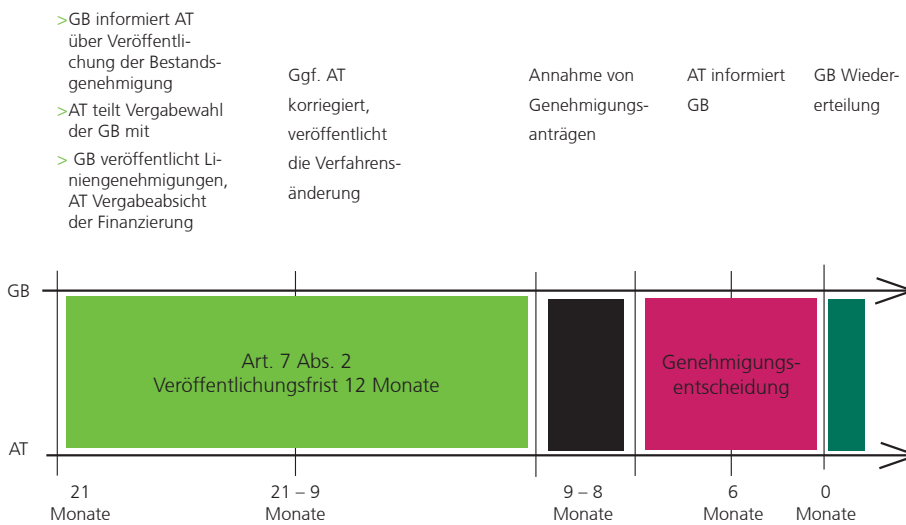 >GB informiert AT
über Veröffentli-
chung der Bestands-
genehmigung
>AT teilt Vergabewahl
der GB mit
> GB veröffentlicht Li-
niengenehmigungen,
AT Vergabeabsicht
der Finanzierung
Ggf. AT
korriegiert,
veröffentlicht
die Verfahrens-
änderung
Annahme von
Genehmigungs-
anträgen
AT informiert
GB
GB Wieder-
erteilung
GB
Art. 7 Abs. 2
Veröffentlichungsfrist 12 Monate
Genehmigungs-
entscheidung
AT
21
Monate
21 – 9
Monate
9 – 8
Monate
6
Monate
0
Monate